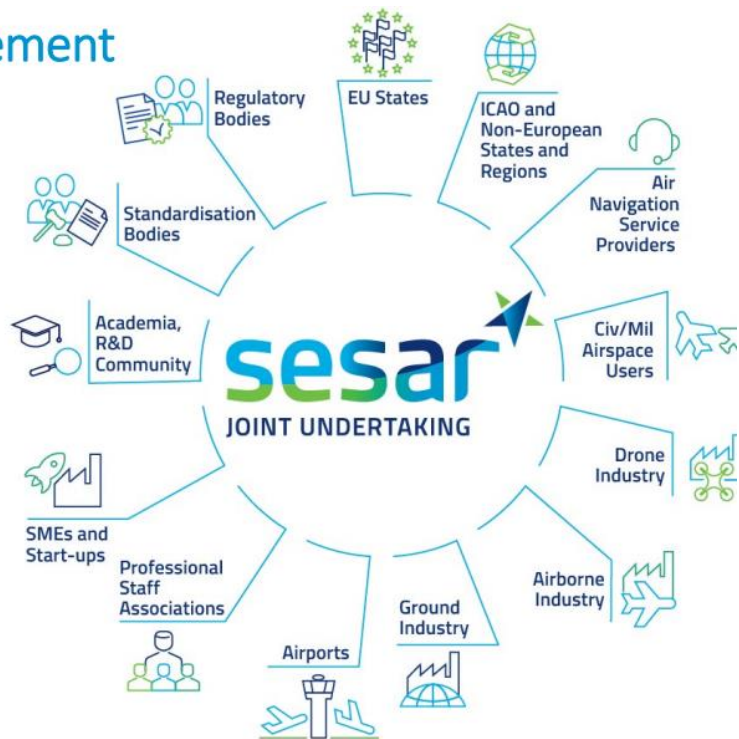 ement
EU States
ICAO and
Non-European
States and
Regions
Air
Navigation
Service
Providers
Civ/Mil
Airspace
Users
Drone
Industry
Airborne
Industry
Ground
Industry
Airports
Professional
Staff
Associations
SMEs and
Start-ups
Academia,
R&D
Community
Standardisation
Bodies
Regulatory
Bodies
sesar
JOINT UNDERTAKING